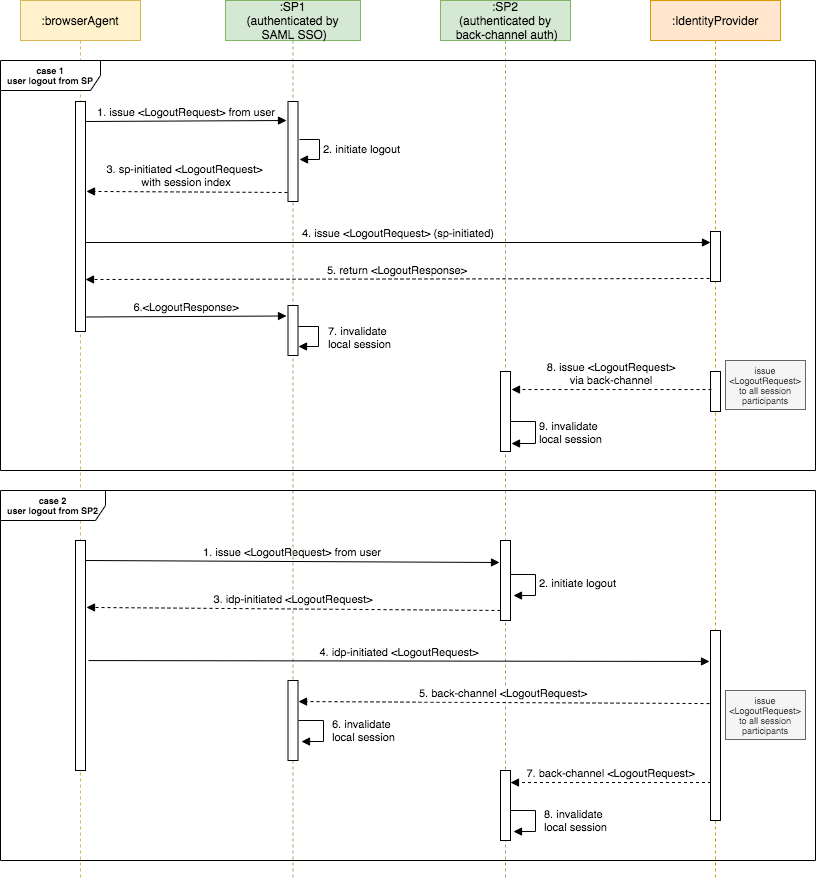 :browserAgent
:SP1
(authenticated by
SAML SSO)
:SP2
(authenticated by
back-channel auth)
:IdentityProvider
case 1
user logout from SP
1. issue <LogoutRequest> from user
2. initiate logout
3. sp-initiated <LogoutRequest>
with session index
4. issue <LogoutRequest> (sp-initiated)
5. return <LogoutResponse>
6.<LogoutResponse>
7. invalidate
local session
8. issue <LogoutRequest>
via back-channel
issue
<LogoutRequest>
to all session
participants
9. invalidate
local session
case 2
user logout from SP2
1. issue <LogoutRequest> from user
2. initiate logout
3. idp-initiated <LogoutRequest>
4. idp-initiated <LogoutRequest>
5. back-channel <LogoutRequest>
issue
<LogoutRequest>
to all session
participants
6. invalidate
local session
7. back-channel <LogoutRequest>
8. invalidate
local session